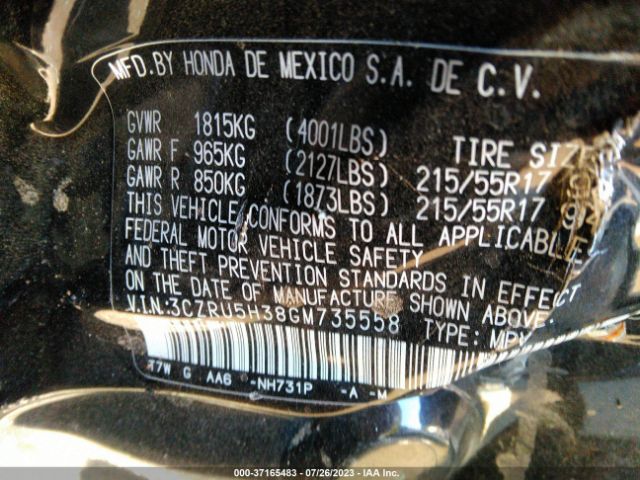 MFD.BY HONDA DE MEXICO S.A. DE C.V.
GVWR 1815KG (4001LBS) TIRE SIZE
GAWR F 965KG (2127LBS) 215/55R17
GAWR R 850KG (1873LBS) 215/55R17 9
THIS VEHICLE CONFORMS TO ALL APPLICABLE
FEDERAL MOTOR VEHICLE SAFETY
AND THEFT PREVENTION STANDARDS IN EFFECT
ON THE DATE OF MANUFACTURE SHOWN ABOVE.
V.I.N:3CZRU5H38GM735558 TYPE: MPV
T7W G AA6 -NH731P -A -M
000-37165483 - 07/26/2023 - IAA Inc.